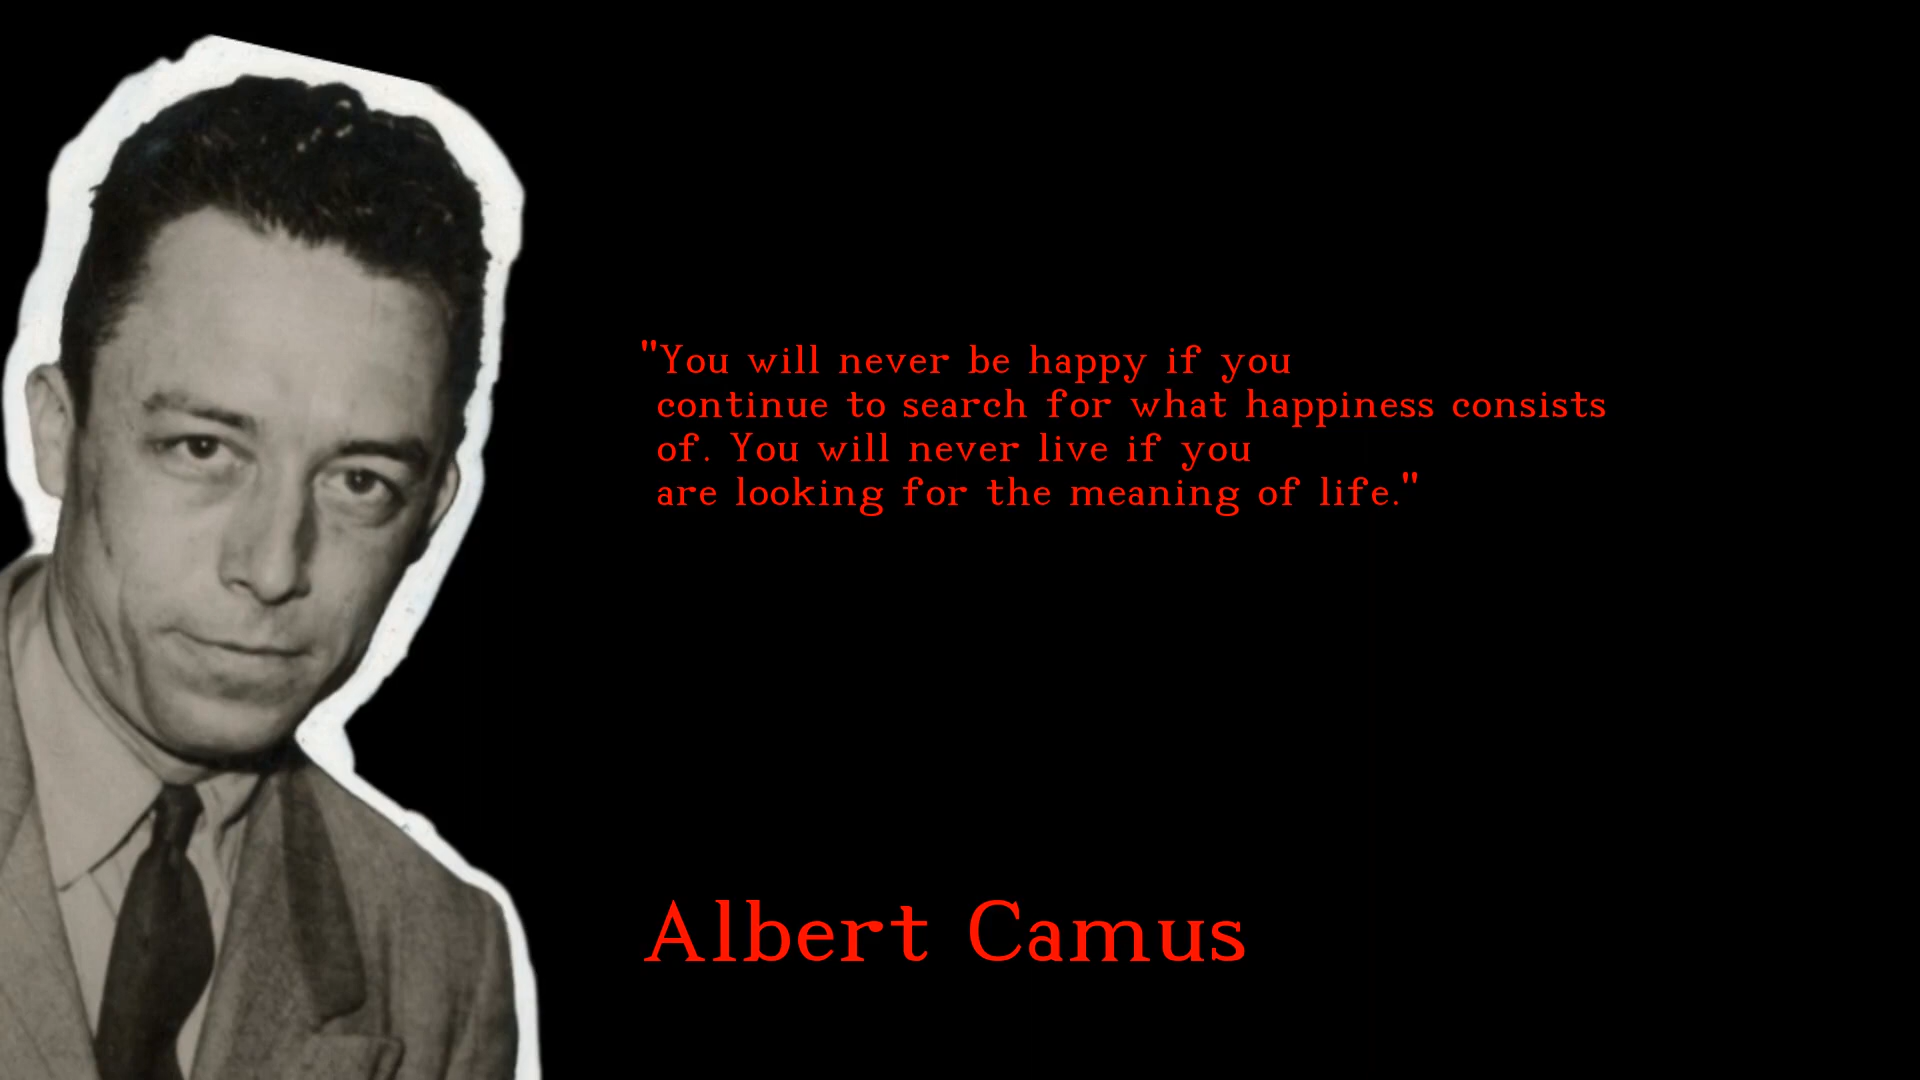 "You will never be happy if you
continue to search for what happiness consists
of. You will never live if you
are looking for the meaning of life."
Albert Camus